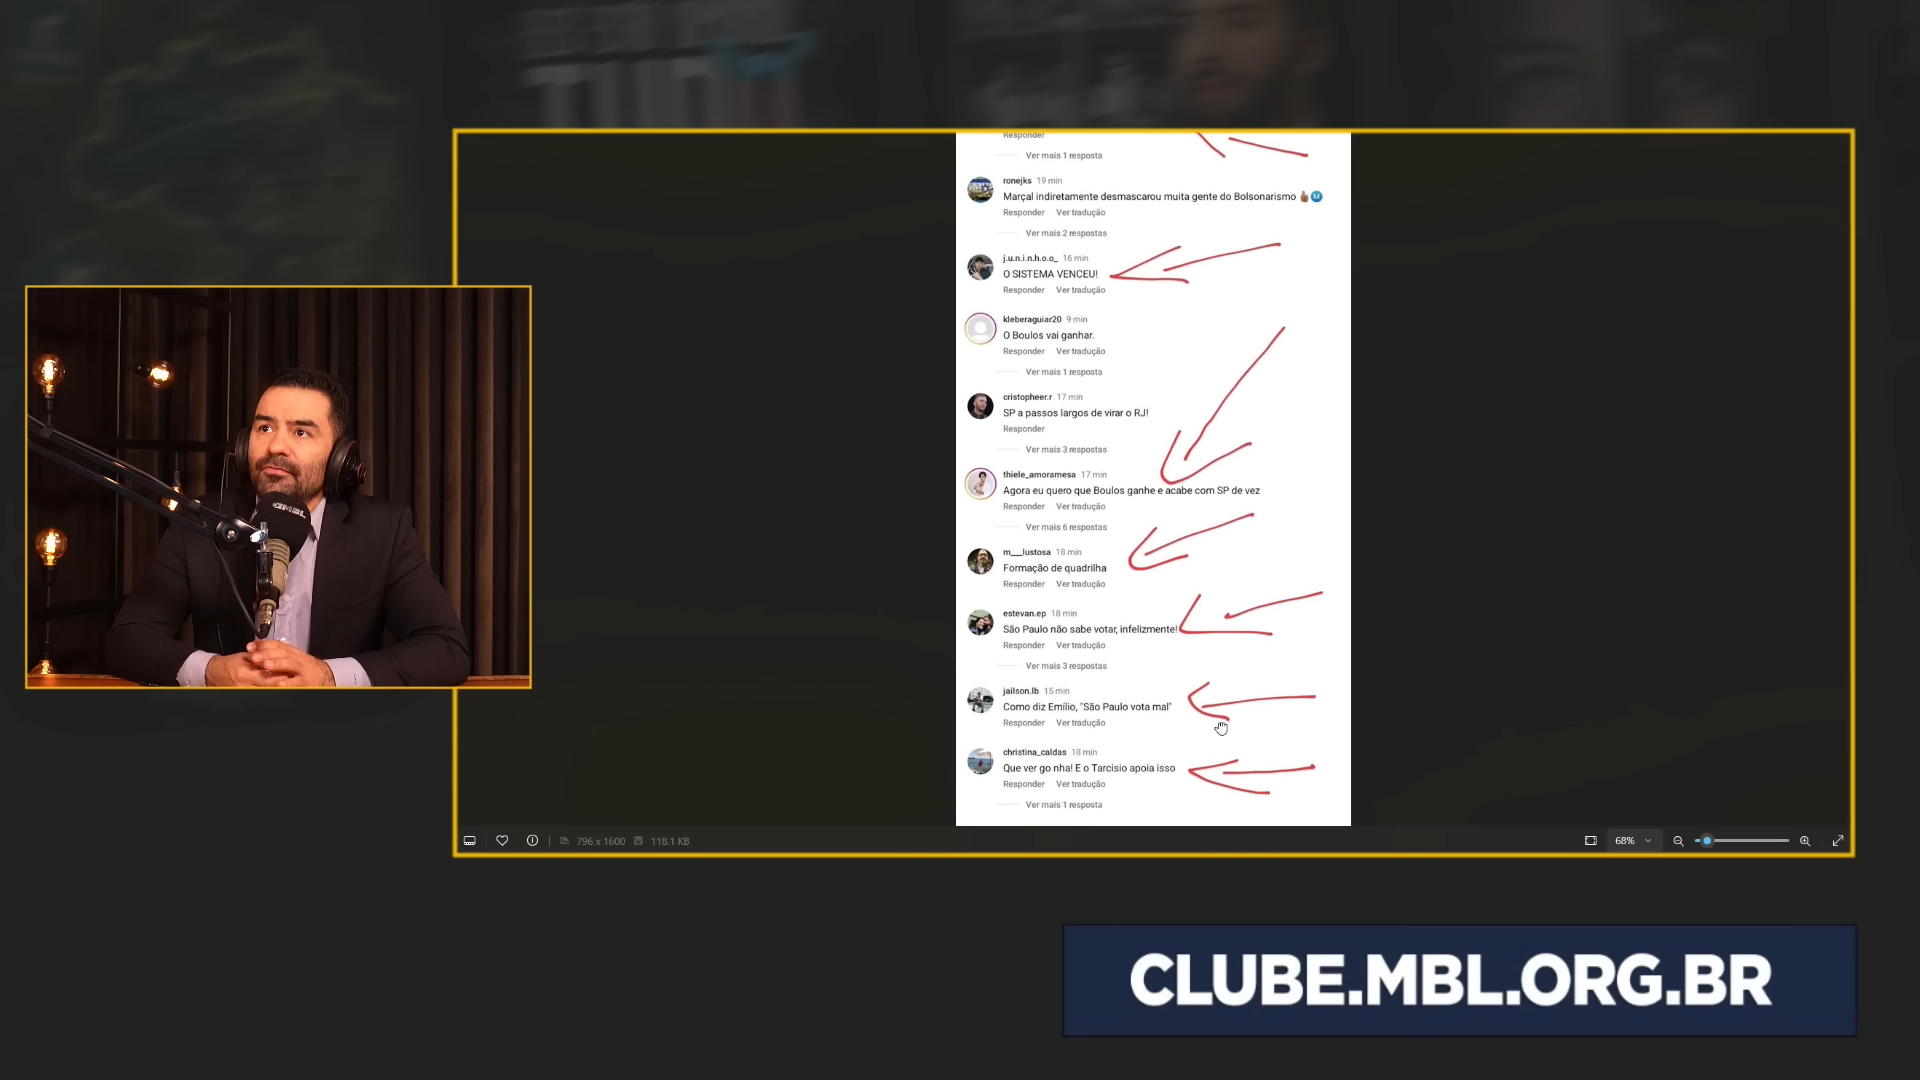 Responder
Ver mais 1 resposta
ronejks 19 min
Marçal indiretamente desmascarou muita gente do Bolsonarismo
Responder Ver tradução
Ver mais 2 respostas
j.u.n.i.n.h.o.o_ 16 min
O SISTEMA VENCEU!
Responder Ver tradução
kleberaguiar20 9 min
O Boulos vai ganhar.
Responder Ver tradução
Ver mais 1 resposta
cristopheer.r 17 min
SP a passos largos de virar o RJ!
Responder
Ver mais 3 respostas
thiele_amoramesa 17 min
Agora eu quero que Boulos ganhe e acabe com SP de vez
Responder Ver tradução
Ver mais 6 respostas
m___lustosa 18 min
Formação de quadrilha
Responder Ver tradução
estevan.ep 18 min
São Paulo não sabe votar, infelizmente!
Responder Ver tradução
Ver mais 3 respostas
jailson.lb 15 min
Como diz Emílio, "São Paulo vota mal"
Responder Ver tradução
christina_caldas 18 min
Que ver go nha! E o Tarcísio apoia isso
Responder Ver tradução
Ver mais 1 resposta
796 x 1600 118.1 KB
68%
MBL
CLUBE.MBL.ORG.BR